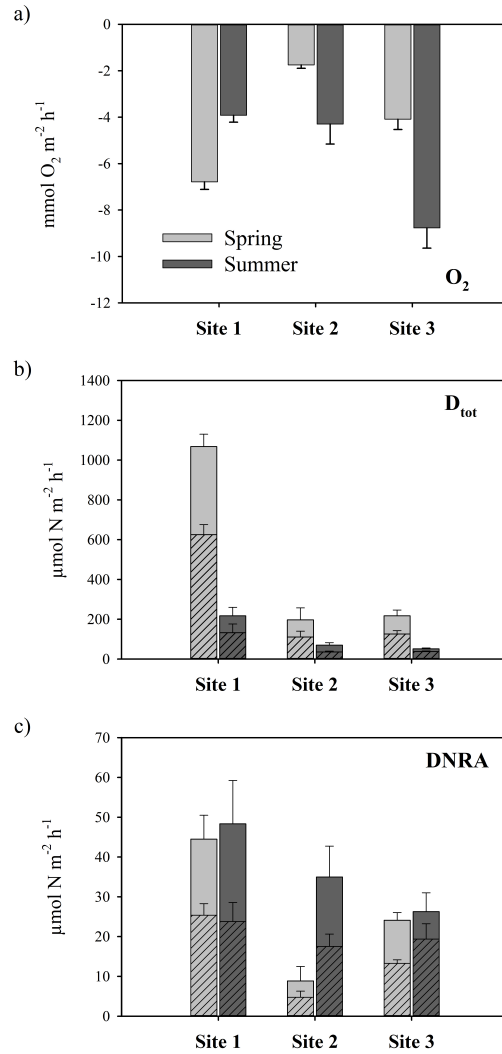 a)
0
-2
-4
-6
-8
-10
-12
mmol O₂ m⁻² h⁻¹
Spring
Summer
O₂
Site 1 Site 2 Site 3
b)
1400
1200
1000
800
600
400
200
0
µmol N m⁻² h⁻¹
D_tot
Site 1 Site 2 Site 3
c)
70
60
50
40
30
20
10
0
µmol N m⁻² h⁻¹
DNRA
Site 1 Site 2 Site 3